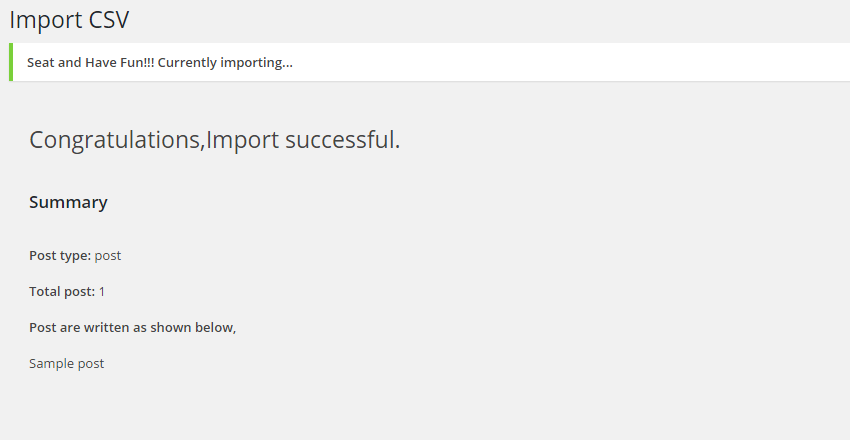 Import CSV
Seat and Have Fun!!! Currently importing...
Congratulations,Import successful.
Summary
Post type: post
Total post: 1
Post are written as shown below,
Sample post